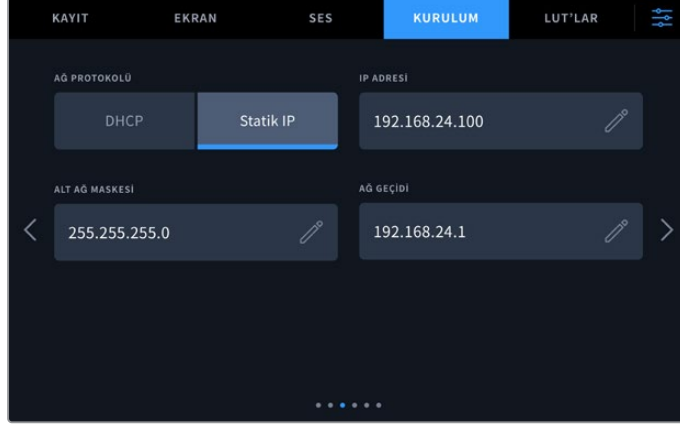 KAYIT EKRAN SES KURULUM LUT'LAR
AĞ PROTOKOLÜ IP ADRESİ
DHCP Statik IP 192.168.24.100
ALT AĞ MASKESİ AĞ GEÇİDİ
255.255.255.0 192.168.24.1